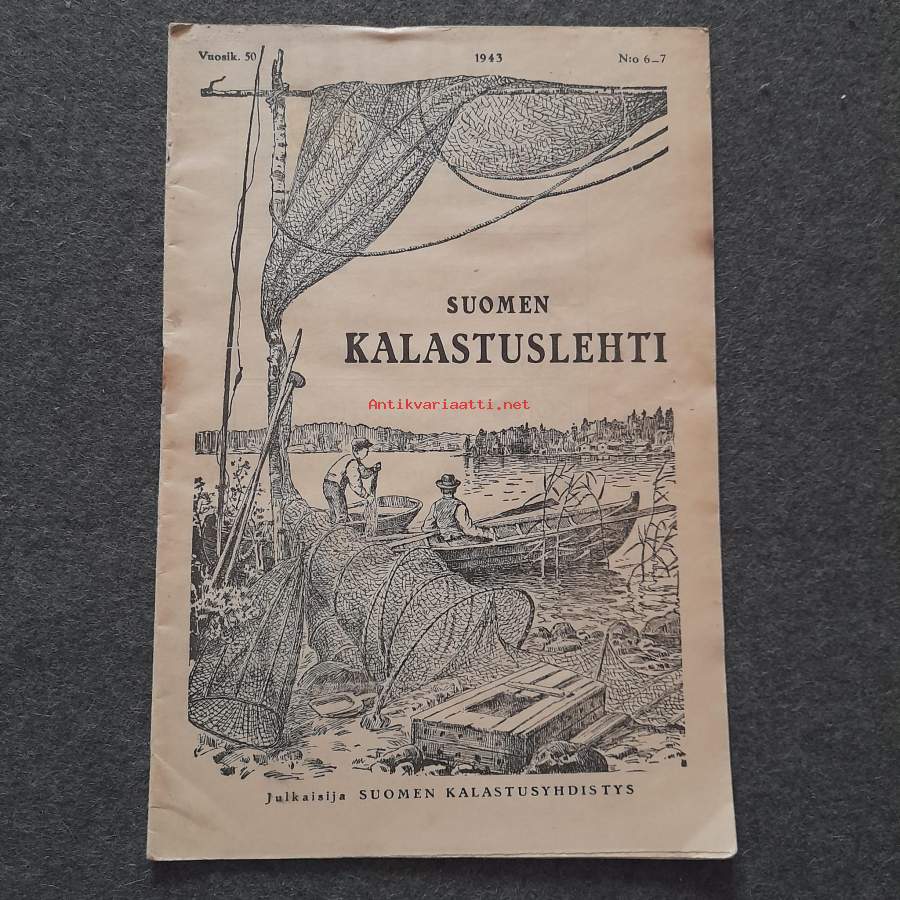 Vuosik. 50 1943 N:o 6–7
SUOMEN
KALASTUSLEHTI
Antikvariaatti.net
Julkaisija SUOMEN KALASTUSYHDISTYS